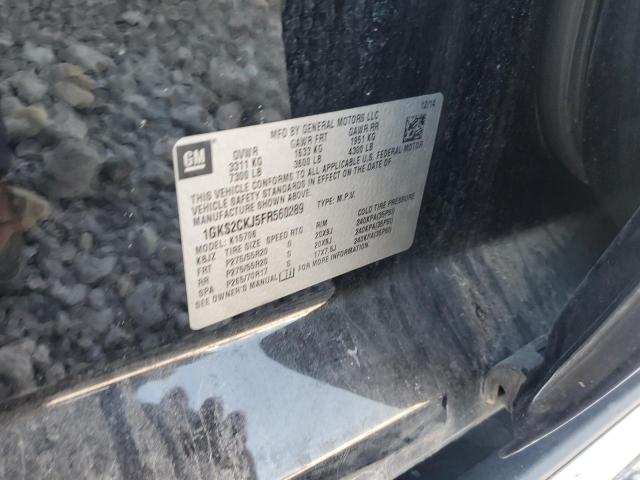 GM
MFD BY GENERAL MOTORS LLC
12/14
GVWR GAWR FRT GAWR RR
3311 KG 1633 KG 1951 KG
7300 LB 3600 LB 4300 LB
THIS VEHICLE CONFORMS TO ALL APPLICABLE U.S. FEDERAL MOTOR
VEHICLE SAFETY STANDARDS IN EFFECT ON THE DATE OF
MANUFACTURE SHOWN ABOVE.
1GKS2CKJ5FR560289 TYPE: M.P.V.
MODEL: K15706
K8JZ TIRE SIZE SPEED RTG RIM COLD TIRE PRESSURE
FRT P275/55R20 S 20X9J 240KPA(35PSI)
RR P275/55R20 S 20X9J 240KPA(35PSI)
SPA P265/70R17 S 17X7.5J 240KPA(35PSI)
SEE OWNER'S MANUAL FOR MORE INFORMATION.